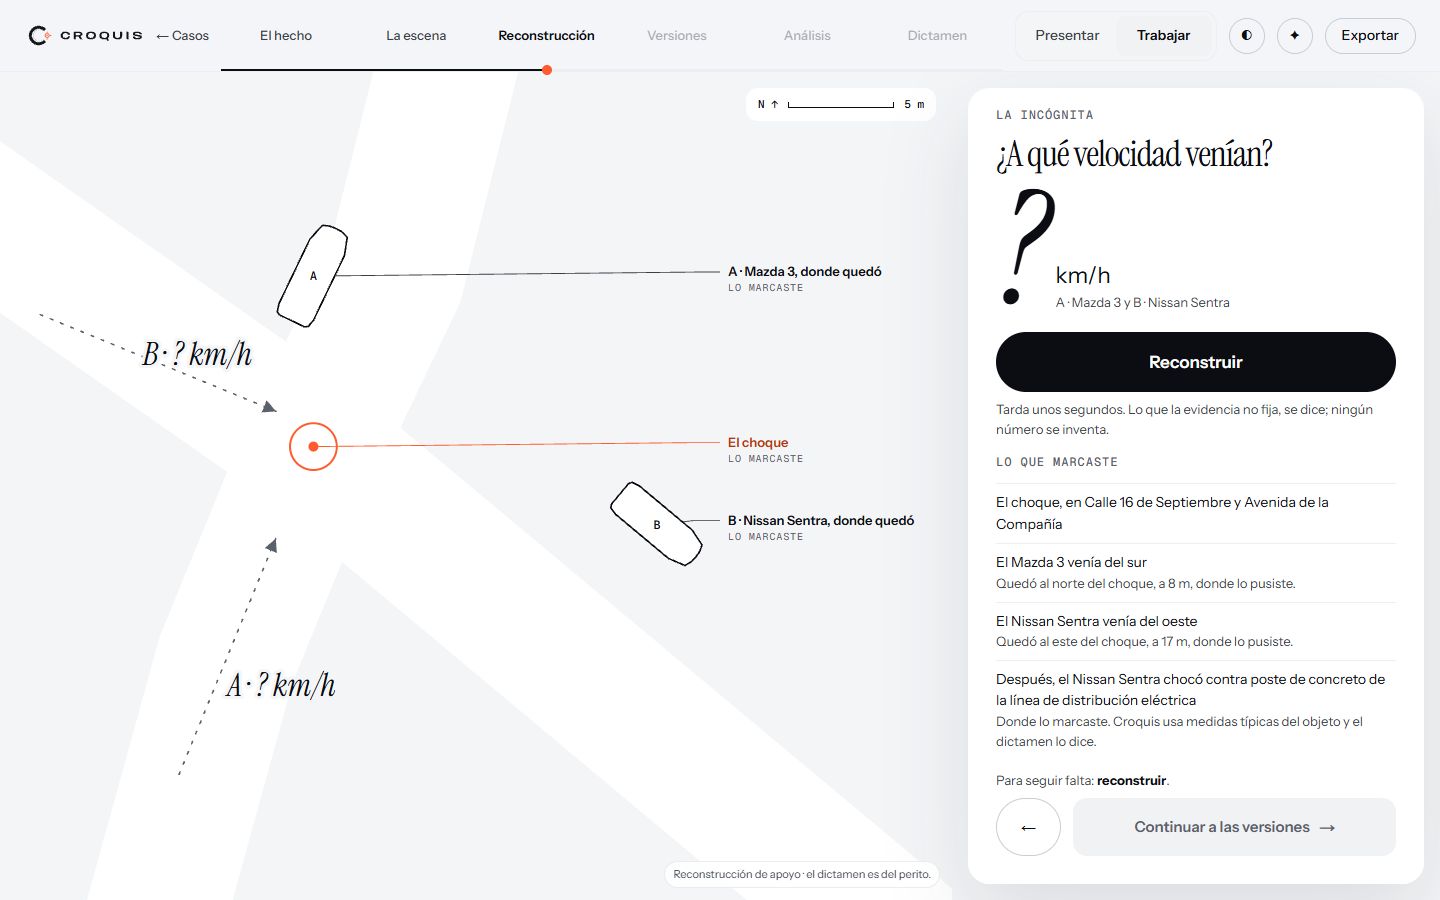 CROQUIS
← Casos
El hecho
La escena
Reconstrucción
Versiones
Análisis
Dictamen
Presentar
Trabajar
Exportar
N ↑ 5 m
A · Mazda 3, donde quedó
LO MARCASTE
B · ? km/h
El choque
LO MARCASTE
B · Nissan Sentra, donde quedó
LO MARCASTE
A · ? km/h
A
B
Reconstrucción de apoyo · el dictamen es del perito.
LA INCÓGNITA
¿A qué velocidad venían?
? km/h
A · Mazda 3 y B · Nissan Sentra
Reconstruir
Tarda unos segundos. Lo que la evidencia no fija, se dice; ningún
número se inventa.
LO QUE MARCASTE
El choque, en Calle 16 de Septiembre y Avenida de la
Compañía
El Mazda 3 venía del sur
Quedó al norte del choque, a 8 m, donde lo pusiste.
El Nissan Sentra venía del oeste
Quedó al este del choque, a 17 m, donde lo pusiste.
Después, el Nissan Sentra chocó contra poste de concreto de
la línea de distribución eléctrica
Donde lo marcaste. Croquis usa medidas típicas del objeto y el
dictamen lo dice.
Para seguir falta: reconstruir.
←
Continuar a las versiones →